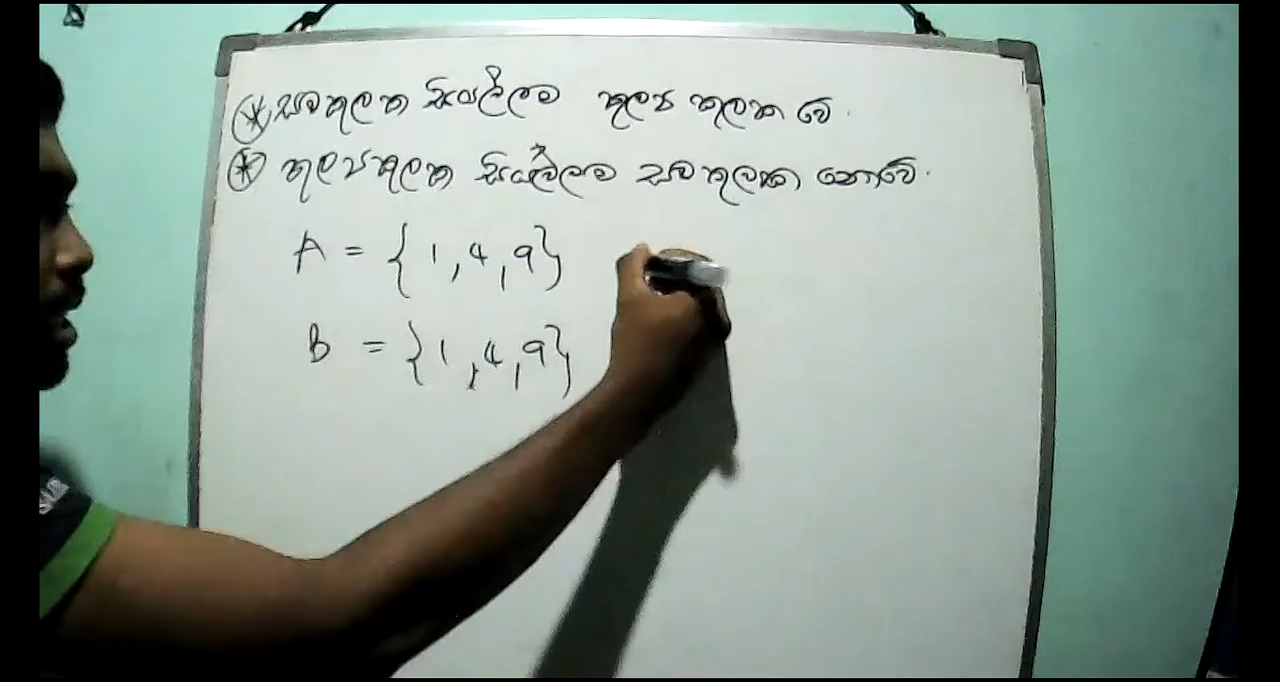 සම කුලක සියල්ලම තුල්‍ය කුලක වේ.
තුල්‍ය කුලක සියල්ලම සම කුලක නොවේ.
A = {1,4,9}
B = {1,4,9}